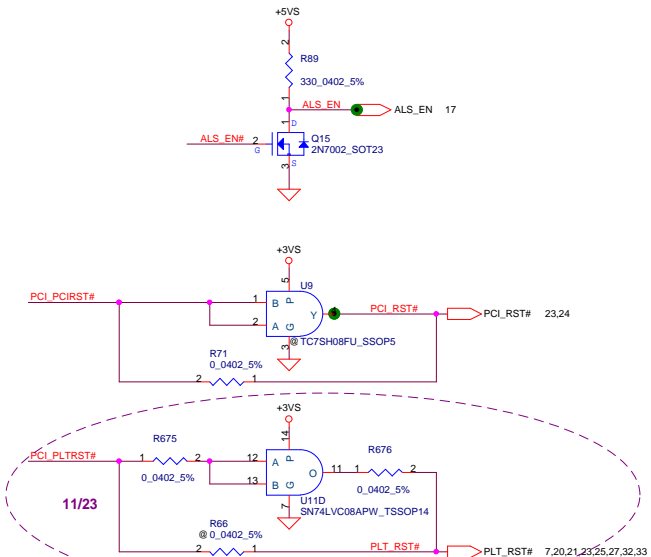 +5VS
2
R89
330_0402_5%
1
ALS_EN
ALS_EN 17
1
D
ALS_EN#
2
G
Q15
2N7002_SOT23
S
3
+3VS
5
U9
PCI_PCIRST#
1
B
P
Y
4
PCI_RST#
PCI_RST# 23,24
2
A
G
3
@TC7SH08FU_SSOP5
R71
0_0402_5%
2
1
+3VS
14
R675
R676
PCI_PLTRST#
1
2
12
A
P
O
11
1
2
0_0402_5%
13
B
G
0_0402_5%
11/23
7
U11D
SN74LVC08APW_TSSOP14
R66
@0_0402_5%
2
1
PLT_RST#
PLT_RST# 7,20,21,23,25,27,32,33